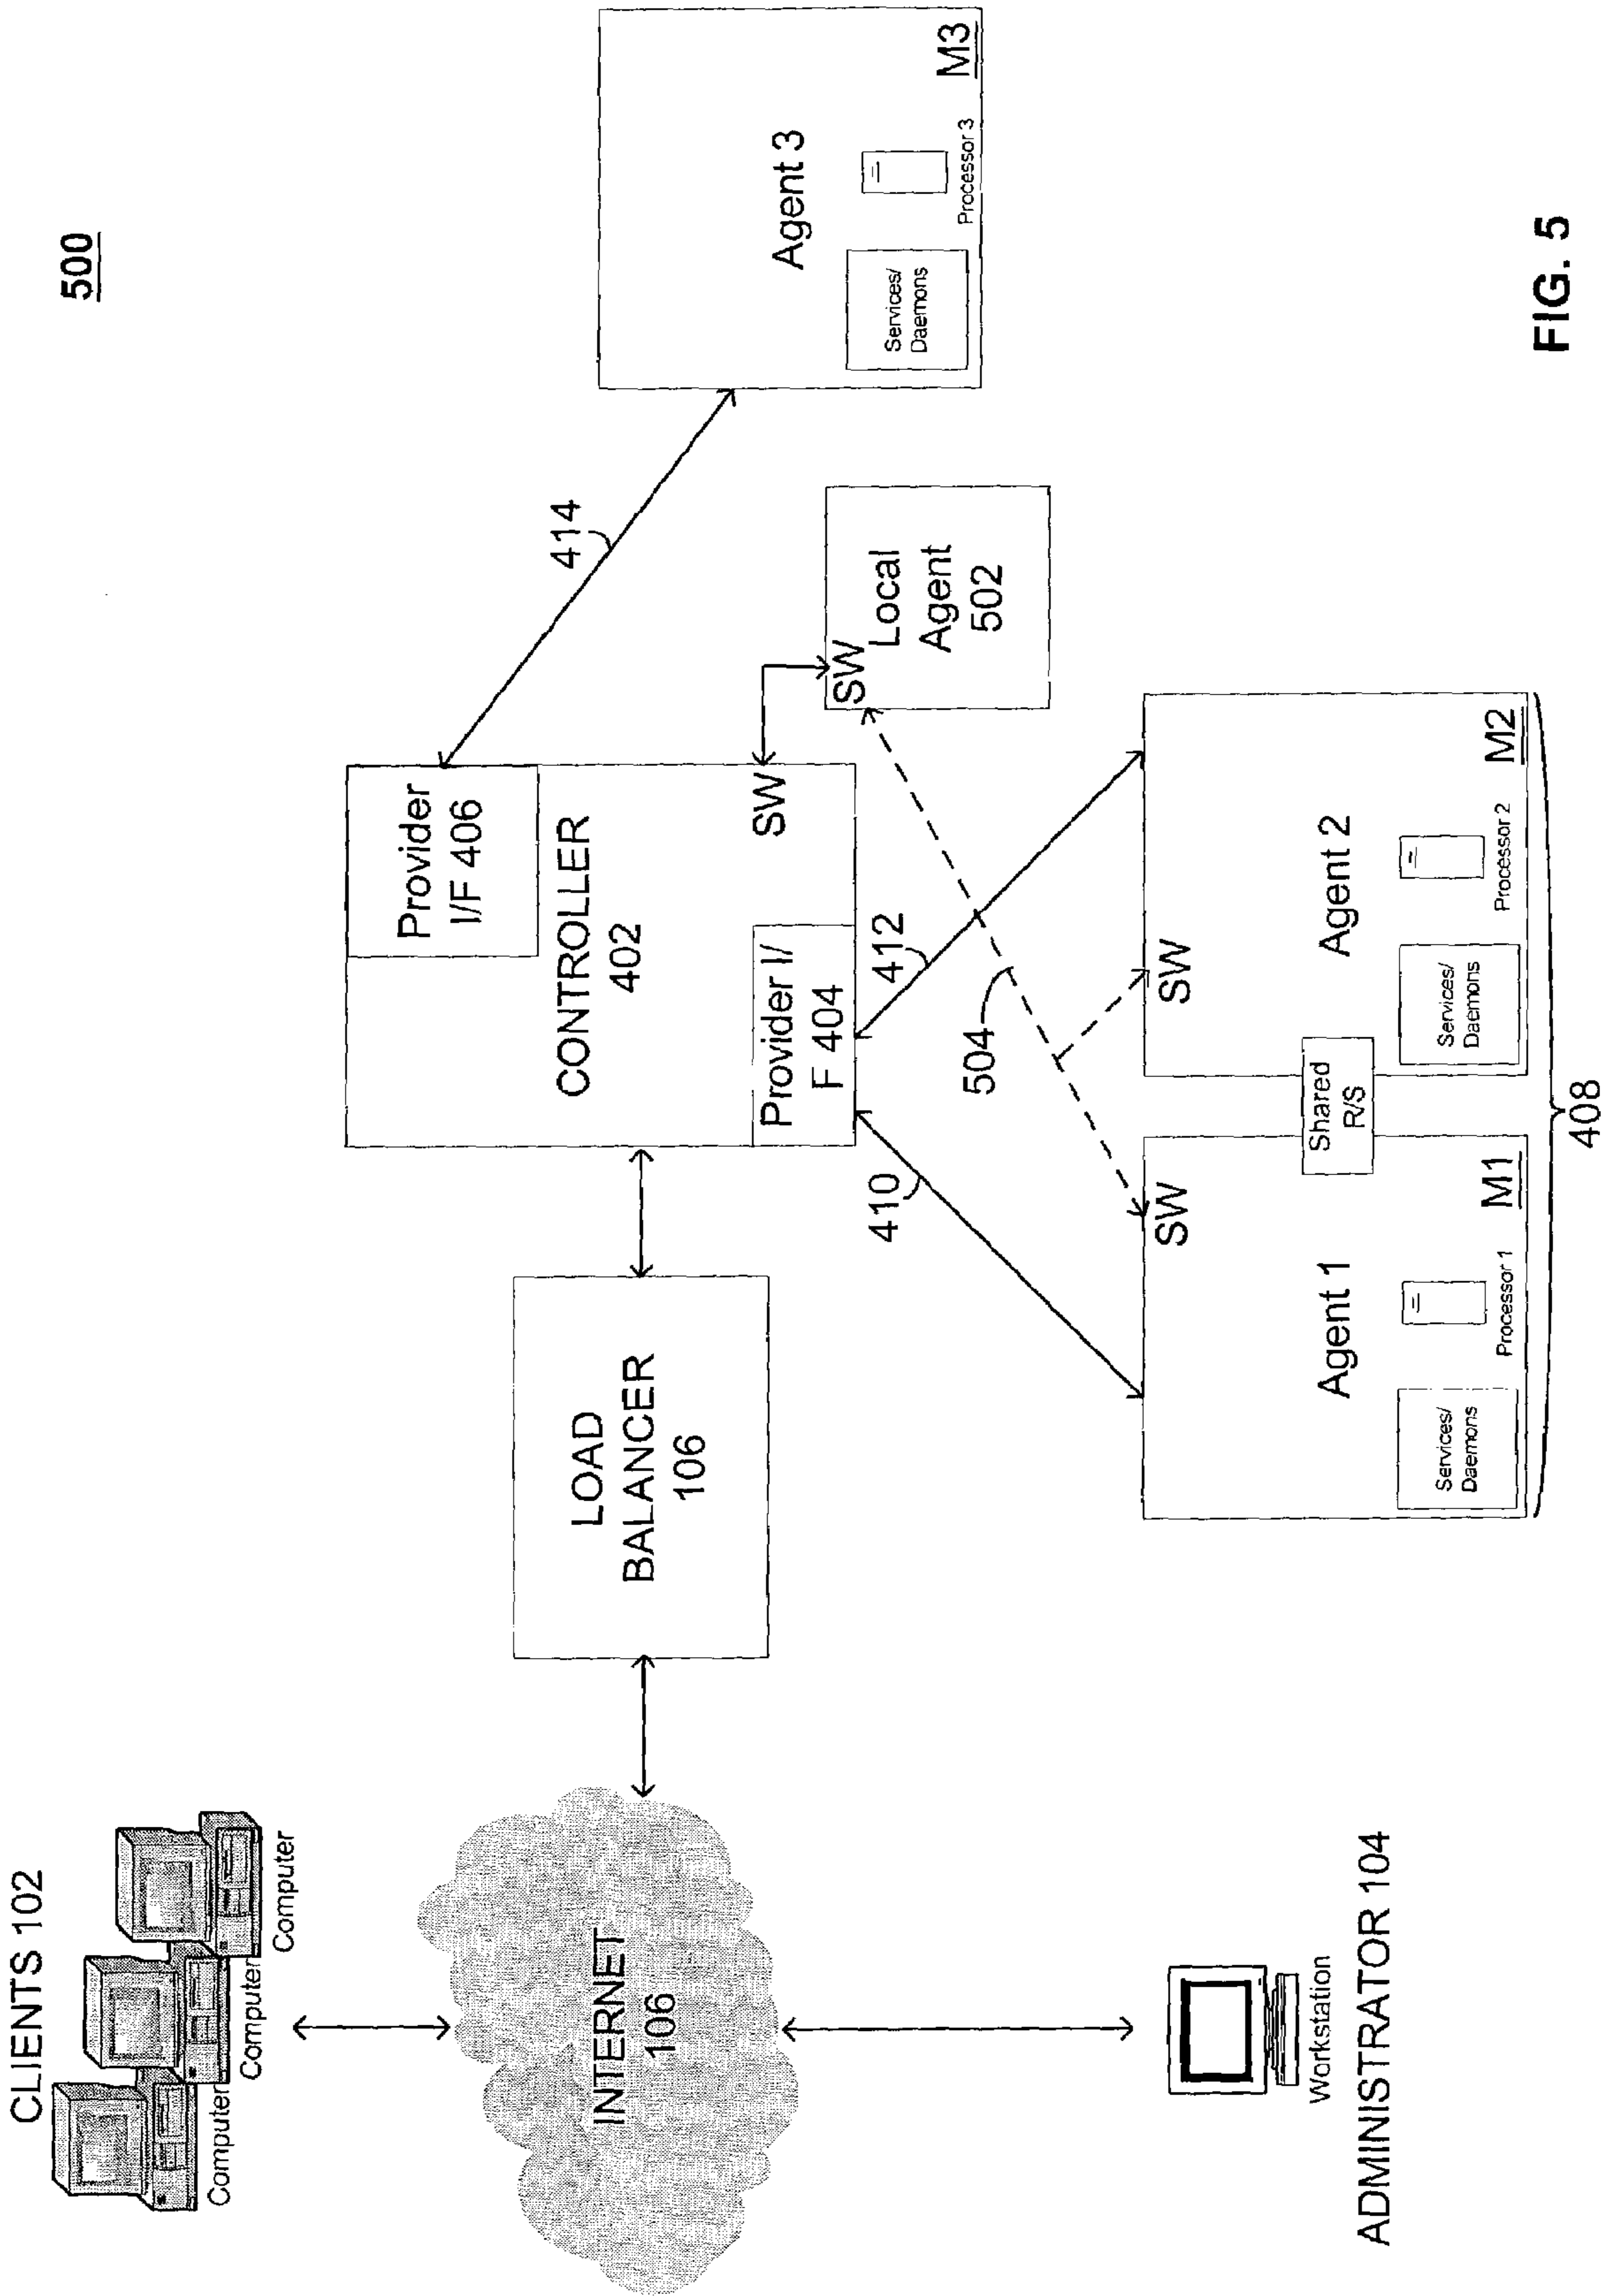 500
CLIENTS 102
Computer
Computer
Computer
INTERNET
106
Workstation
ADMINISTRATOR 104
LOAD
BALANCER
106
Provider
I/F 406
CONTROLLER
402
Provider I/
F 404
SW
414
SW
Local
Agent
502
410
412
504
Agent 3
Services/
Daemons
Processor 3
M3
SW
Agent 1
Services/
Daemons
Processor 1
M1
Shared
R/S
SW
Agent 2
Services/
Daemons
Processor 2
M2
408
FIG. 5